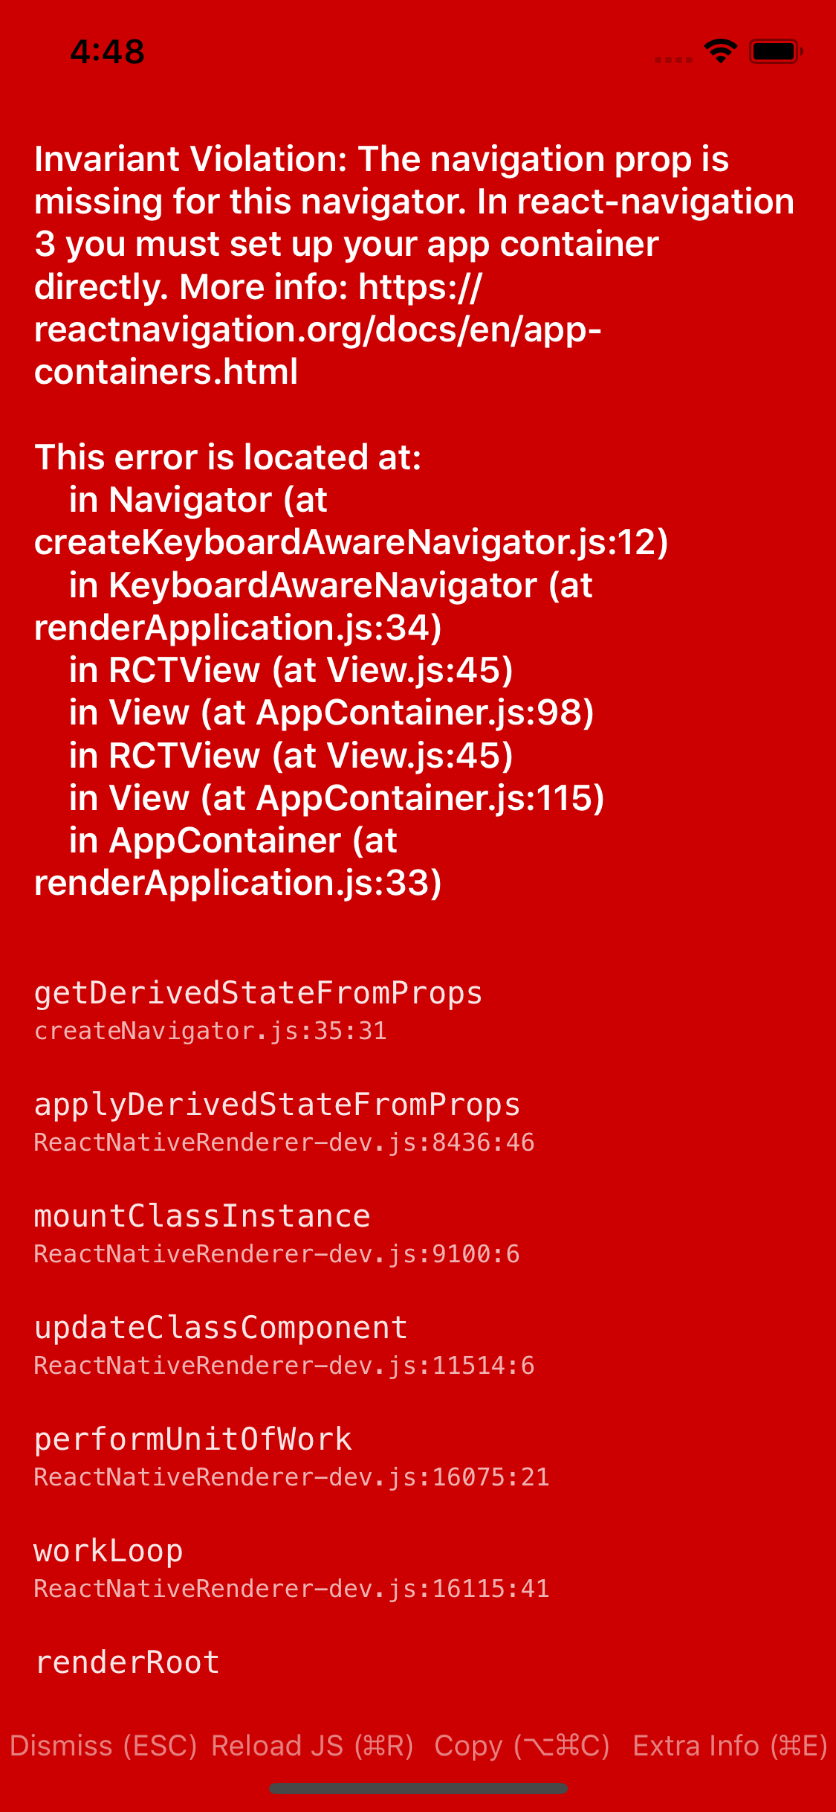 4:48
Invariant Violation: The navigation prop is
missing for this navigator. In react-navigation
3 you must set up your app container
directly. More info: https://
reactnavigation.org/docs/en/app-
containers.html
This error is located at:
in Navigator (at
createKeyboardAwareNavigator.js:12)
in KeyboardAwareNavigator (at
renderApplication.js:34)
in RCTView (at View.js:45)
in View (at AppContainer.js:98)
in RCTView (at View.js:45)
in View (at AppContainer.js:115)
in AppContainer (at
renderApplication.js:33)
getDerivedStateFromProps
createNavigator.js:35:31
applyDerivedStateFromProps
ReactNativeRenderer-dev.js:8436:46
mountClassInstance
ReactNativeRenderer-dev.js:9100:6
updateClassComponent
ReactNativeRenderer-dev.js:11514:6
performUnitOfWork
ReactNativeRenderer-dev.js:16075:21
workLoop
ReactNativeRenderer-dev.js:16115:41
renderRoot
Dismiss (ESC) Reload JS (⌘R) Copy (⌥⌘C) Extra Info (⌘E)